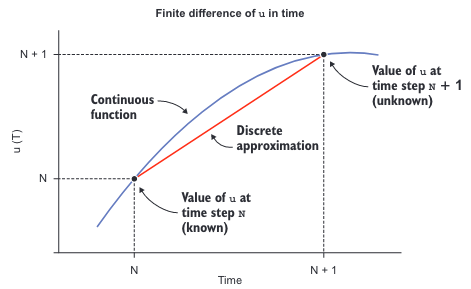 Finite difference of u in time
N + 1
Continuous
function
Value of u at
time step N + 1
(unknown)
Discrete
approximation
u (T)
N
Value of u at
time step N
(known)
N
N + 1
Time